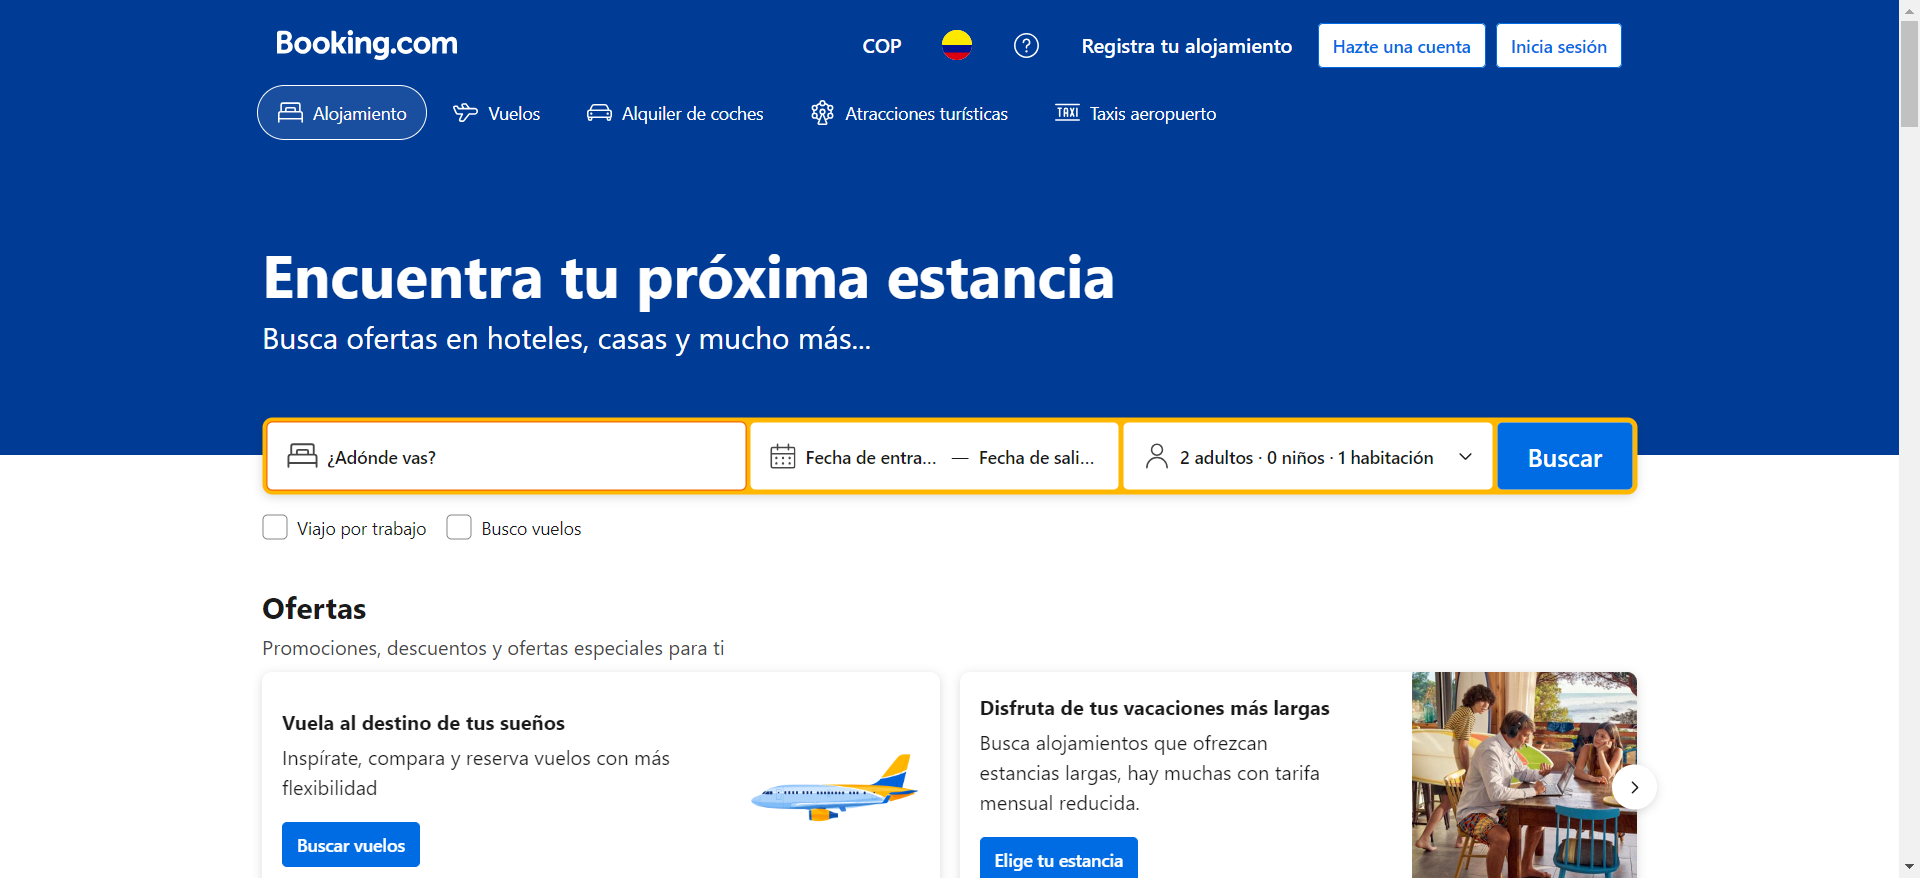 Booking.com
COP
Registra tu alojamiento
Hazte una cuenta
Inicia sesión
Alojamiento
Vuelos
Alquiler de coches
Atracciones turísticas
TAXI
Taxis aeropuerto
Encuentra tu próxima estancia
Busca ofertas en hoteles, casas y mucho más...
¿Adónde vas?
Fecha de entra... — Fecha de sali...
2 adultos · 0 niños · 1 habitación
Buscar
Viajo por trabajo
Busco vuelos
Ofertas
Promociones, descuentos y ofertas especiales para ti
Vuela al destino de tus sueños
Inspírate, compara y reserva vuelos con más
flexibilidad
Buscar vuelos
Disfruta de tus vacaciones más largas
Busca alojamientos que ofrezcan
estancias largas, hay muchas con tarifa
mensual reducida.
Elige tu estancia